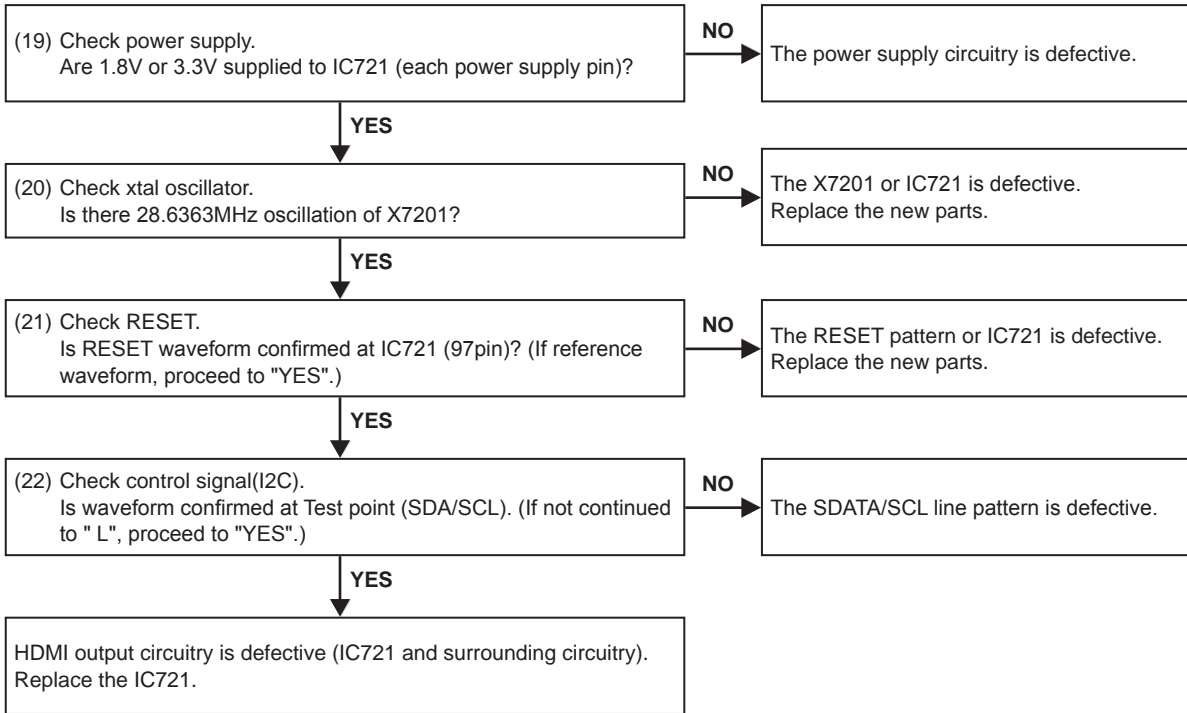 (19) Check power supply.
Are 1.8V or 3.3V supplied to IC721 (each power supply pin)?
NO
The power supply circuitry is defective.
YES
(20) Check xtal oscillator.
Is there 28.6363MHz oscillation of X7201?
NO
The X7201 or IC721 is defective.
Replace the new parts.
YES
(21) Check RESET.
Is RESET waveform confirmed at IC721 (97pin)? (If reference
waveform, proceed to "YES".)
NO
The RESET pattern or IC721 is defective.
Replace the new parts.
YES
(22) Check control signal(I2C).
Is waveform confirmed at Test point (SDA/SCL). (If not continued
to " L", proceed to "YES".)
NO
The SDATA/SCL line pattern is defective.
YES
HDMI output circuitry is defective (IC721 and surrounding circuitry).
Replace the IC721.